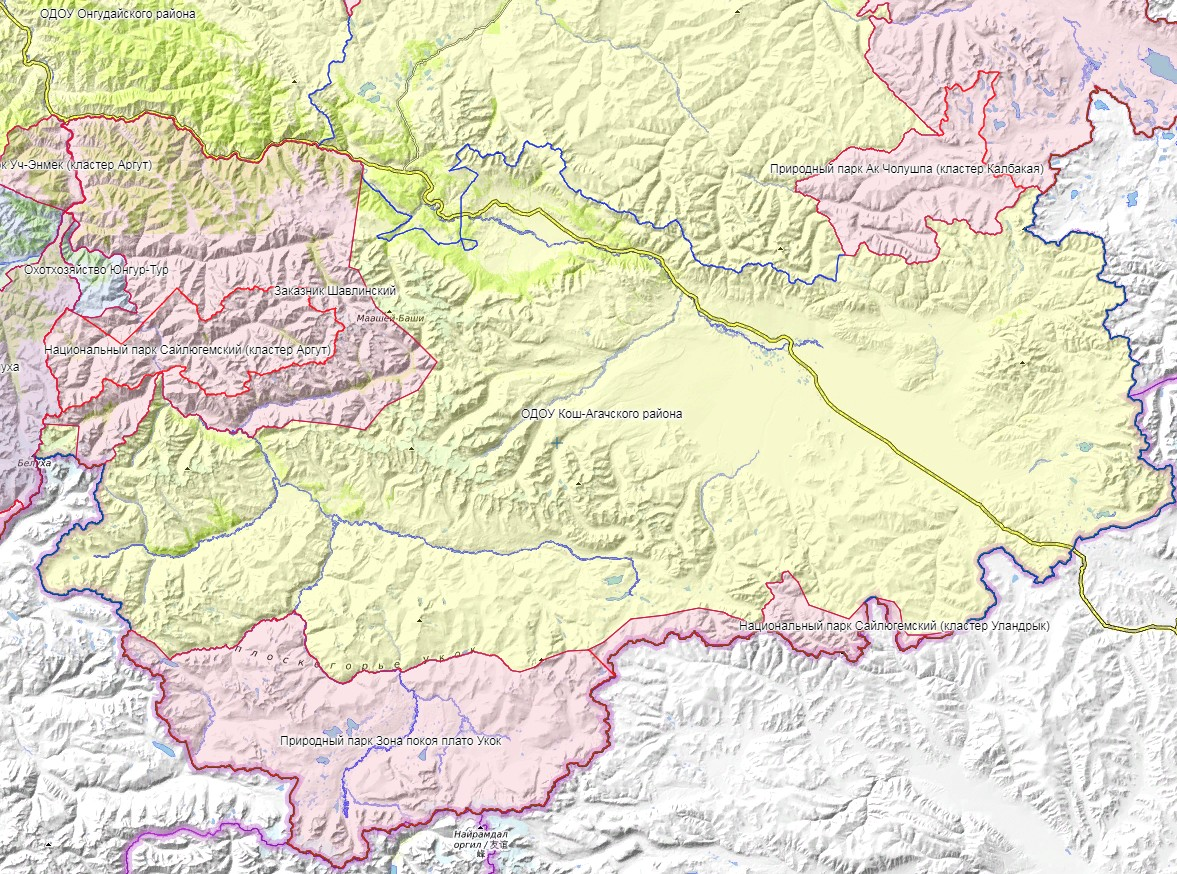 ОДОУ Онгудайского района
к Уч-Энмек (кластер Аргут)
Природный парк Ак Чолушпа (кластер Калбакая)
Охотхозяйство Юнгур-Тур
Заказник Шавлинский
Маашей-Баши
Национальный парк Сайлюгемский (кластер Аргут)
уха
ОДОУ Кош-Агачского района
Белуха
Национальный парк Сайлюгемский (кластер Уландрык)
плоскогорье укок
Природный парк Зона покоя плато Укок
Найрамдал
оргил / 友谊
峰